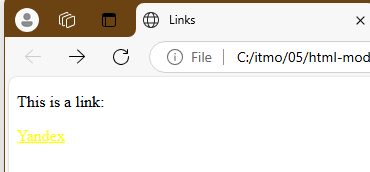 Links
File
C:/itmo/05/html-mod
This is a link:
Yandex